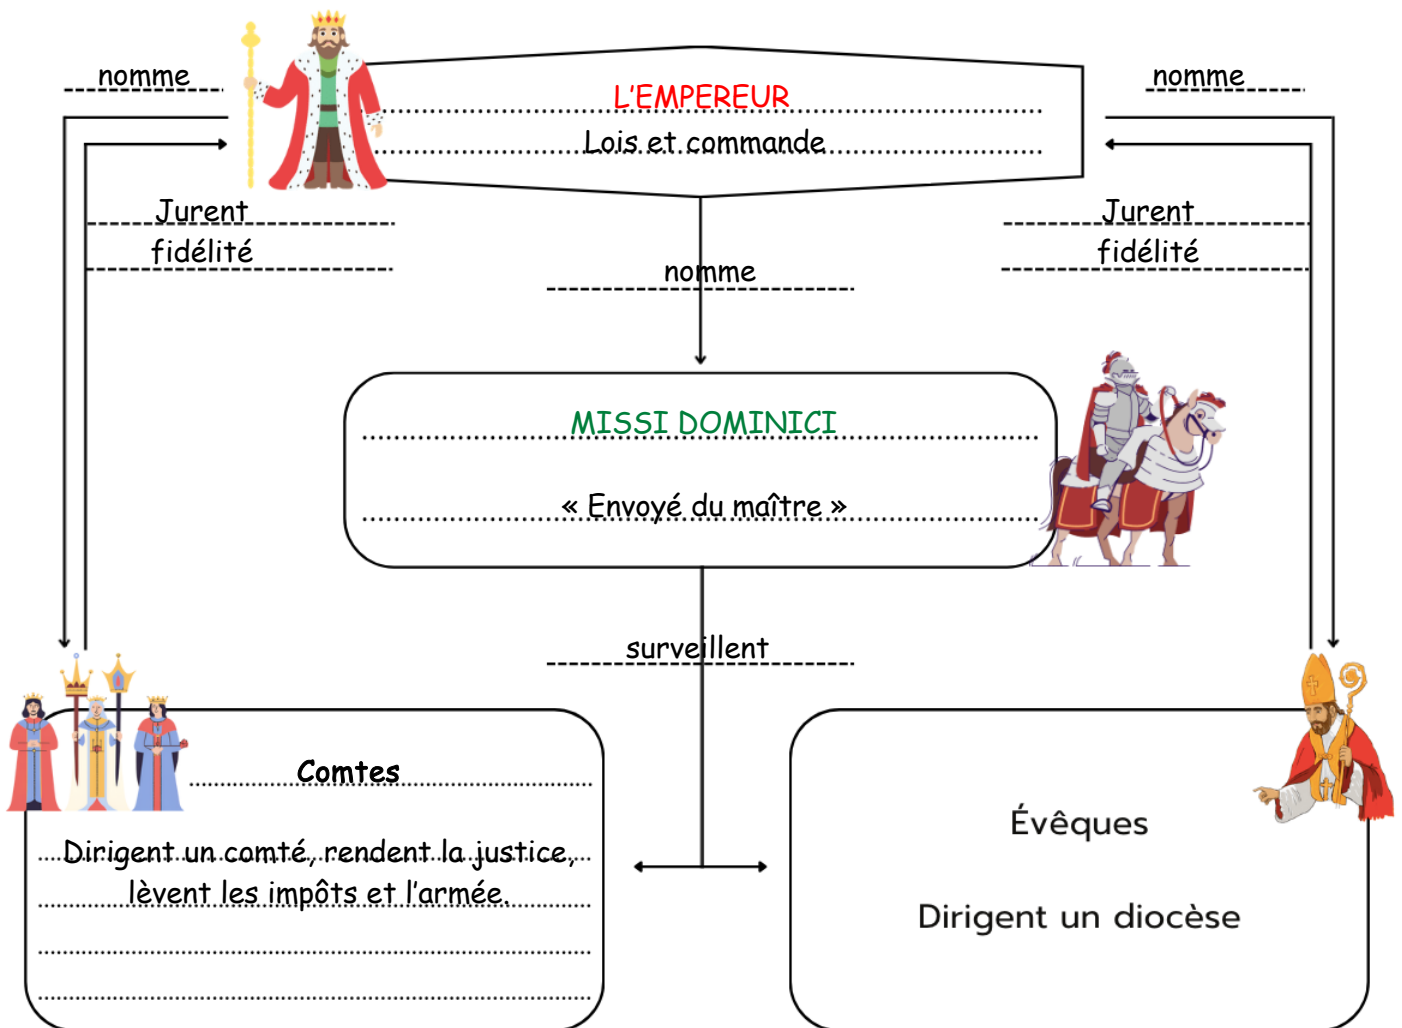 nomme
L'EMPEREUR
Lois et commande
nomme
Jurent
fidélité
nomme
Jurent
fidélité
MISSI DOMINICI
« Envoyé du maître »
surveillent
Comtes
Dirigent un comté, rendent la justice,
lèvent les impôts et l'armée.
Évêques
Dirigent un diocèse